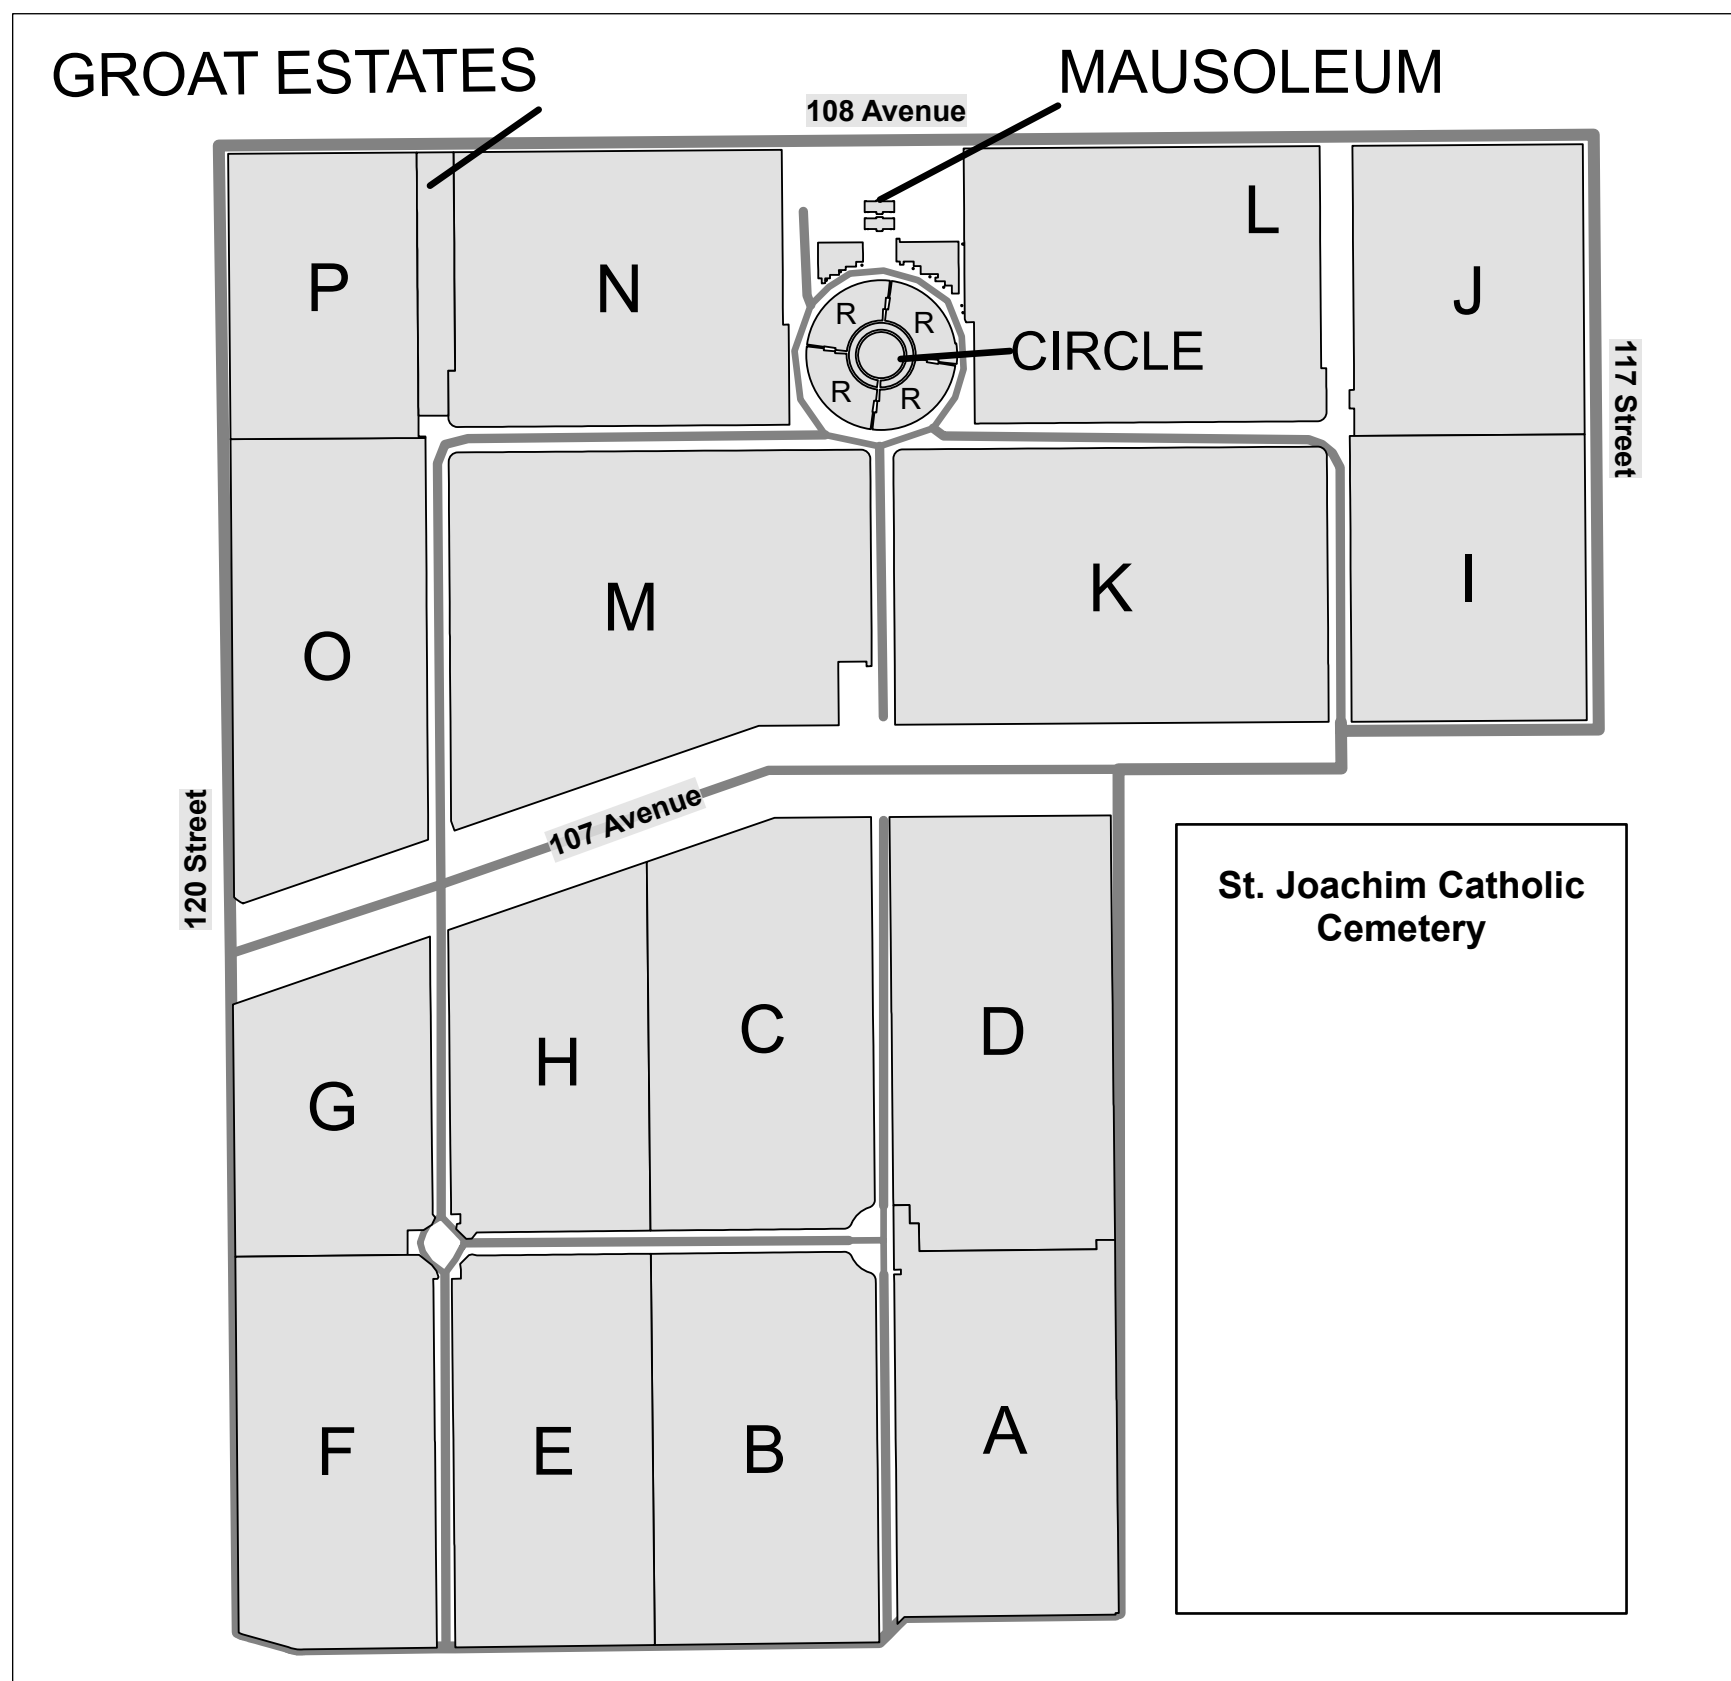 GROAT ESTATES
MAUSOLEUM
108 Avenue
L
P
N
J
R
R
CIRCLE
R
R
117 Street
M
K
I
O
107 Avenue
120 Street
St. Joachim Catholic
Cemetery
C
D
H
G
A
F
E
B